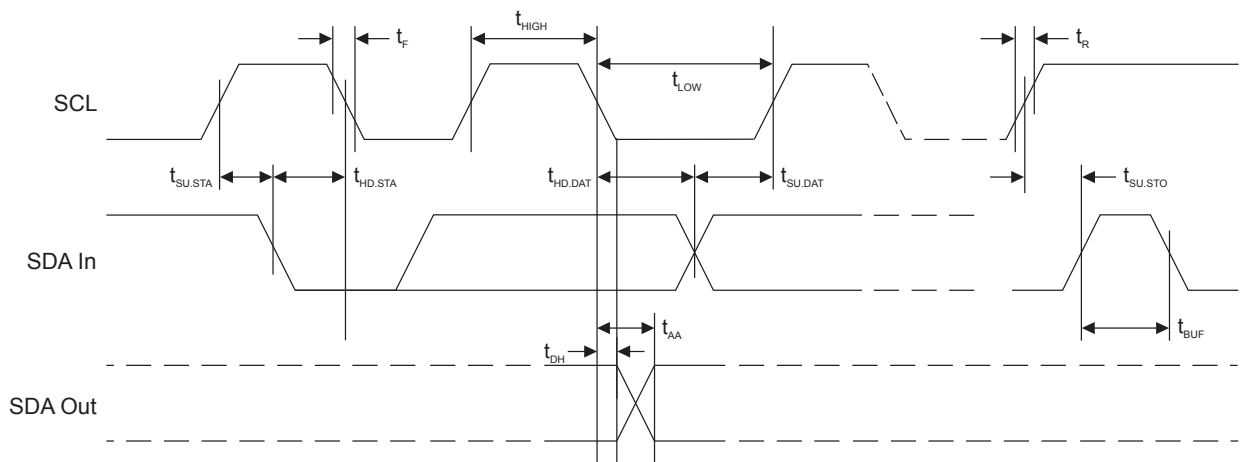 tF
tHIGH
tR
SCL
tLOW
tSU.STA
tHD.STA
tHD.DAT
tSU.DAT
tSU.STO
SDA In
tAA
tBUF
tDH
SDA Out